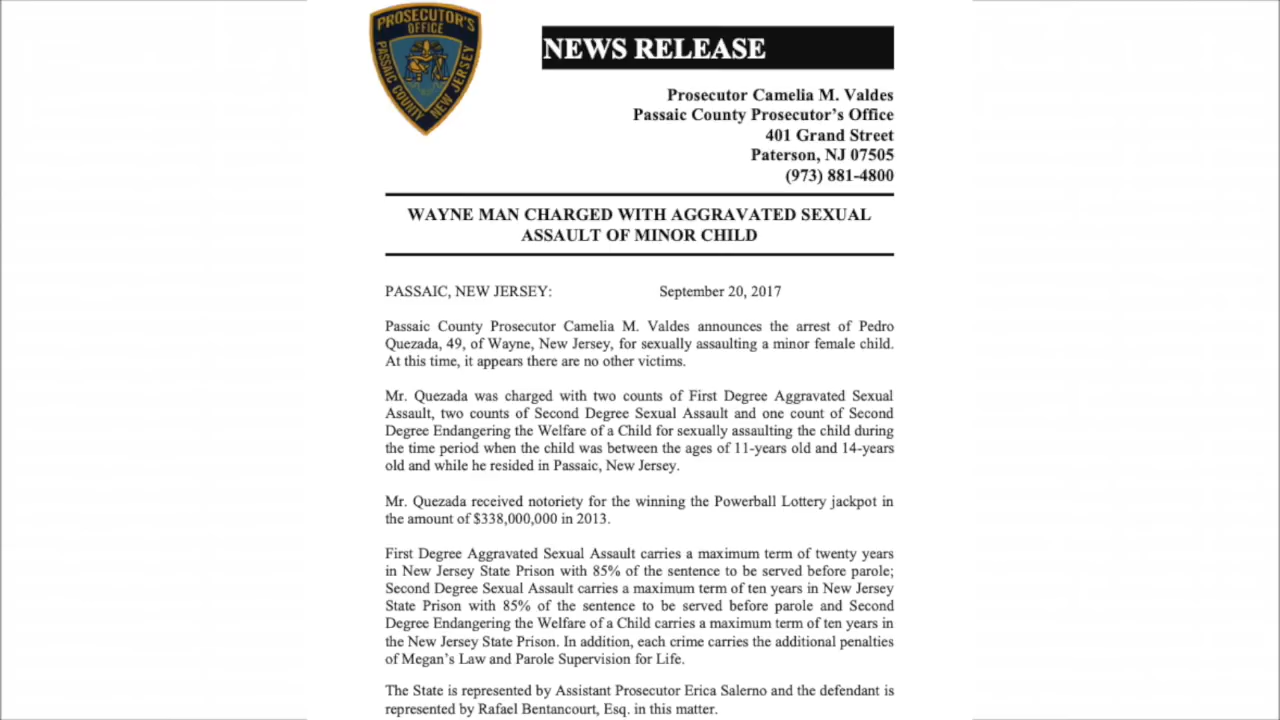 PROSECUTOR'S
OFFICE
PASSAIC COUNTY
NEW JERSEY
NEWS RELEASE
Prosecutor Camelia M. Valdes
Passaic County Prosecutor's Office
401 Grand Street
Paterson, NJ 07505
(973) 881-4800
WAYNE MAN CHARGED WITH AGGRAVATED SEXUAL
ASSAULT OF MINOR CHILD
PASSAIC, NEW JERSEY: September 20, 2017
Passaic County Prosecutor Camelia M. Valdes announces the arrest of Pedro
Quezada, 49, of Wayne, New Jersey, for sexually assaulting a minor female child.
At this time, it appears there are no other victims.
Mr. Quezada was charged with two counts of First Degree Aggravated Sexual
Assault, two counts of Second Degree Sexual Assault and one count of Second
Degree Endangering the Welfare of a Child for sexually assaulting the child during
the time period when the child was between the ages of 11-years old and 14-years
old and while he resided in Passaic, New Jersey.
Mr. Quezada received notoriety for the winning the Powerball Lottery jackpot in
the amount of $338,000,000 in 2013.
First Degree Aggravated Sexual Assault carries a maximum term of twenty years
in New Jersey State Prison with 85% of the sentence to be served before parole;
Second Degree Sexual Assault carries a maximum term of ten years in New Jersey
State Prison with 85% of the sentence to be served before parole and Second
Degree Endangering the Welfare of a Child carries a maximum term of ten years in
the New Jersey State Prison. In addition, each crime carries the additional penalties
of Megan's Law and Parole Supervision for Life.
The State is represented by Assistant Prosecutor Erica Salerno and the defendant is
represented by Rafael Bentancourt, Esq. in this matter.